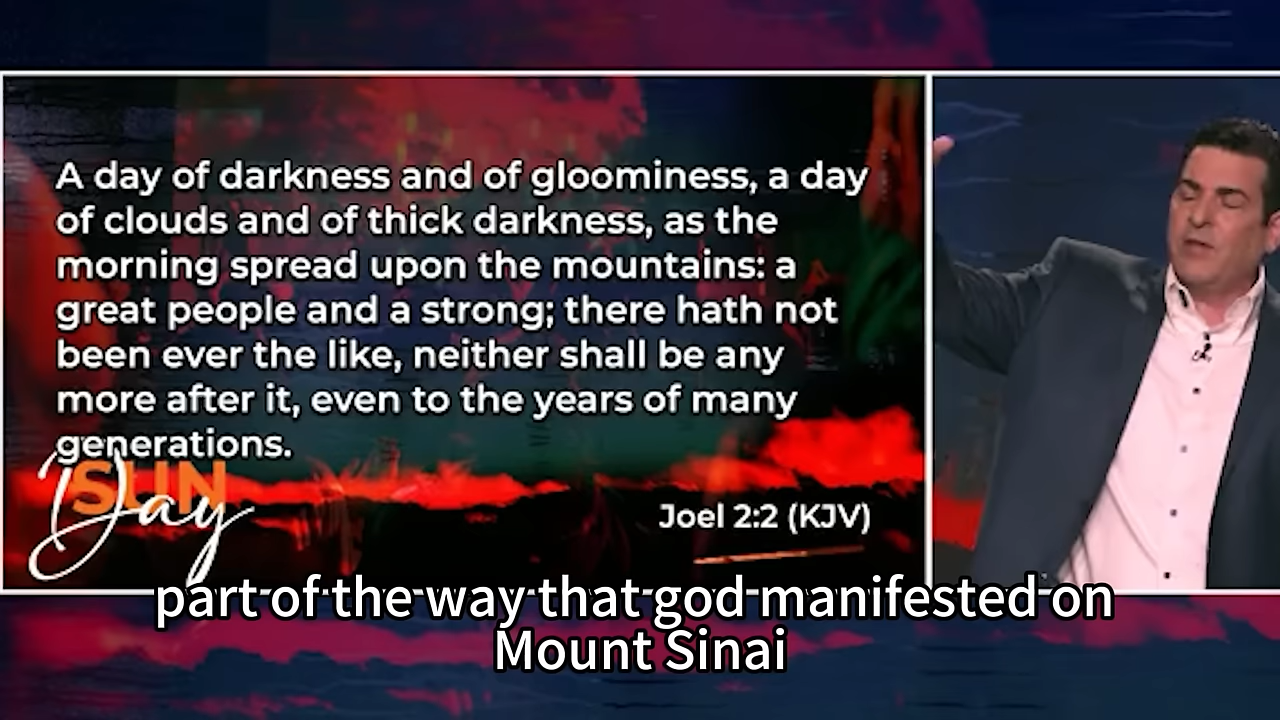 A day of darkness and of gloominess, a day
of clouds and of thick darkness, as the
morning spread upon the mountains: a
great people and a strong; there hath not
been ever the like, neither shall be any
more after it, even to the years of many
generations.
SUN
Day
Joel 2:2 (KJV)
part of the way that god manifested on
Mount Sinai